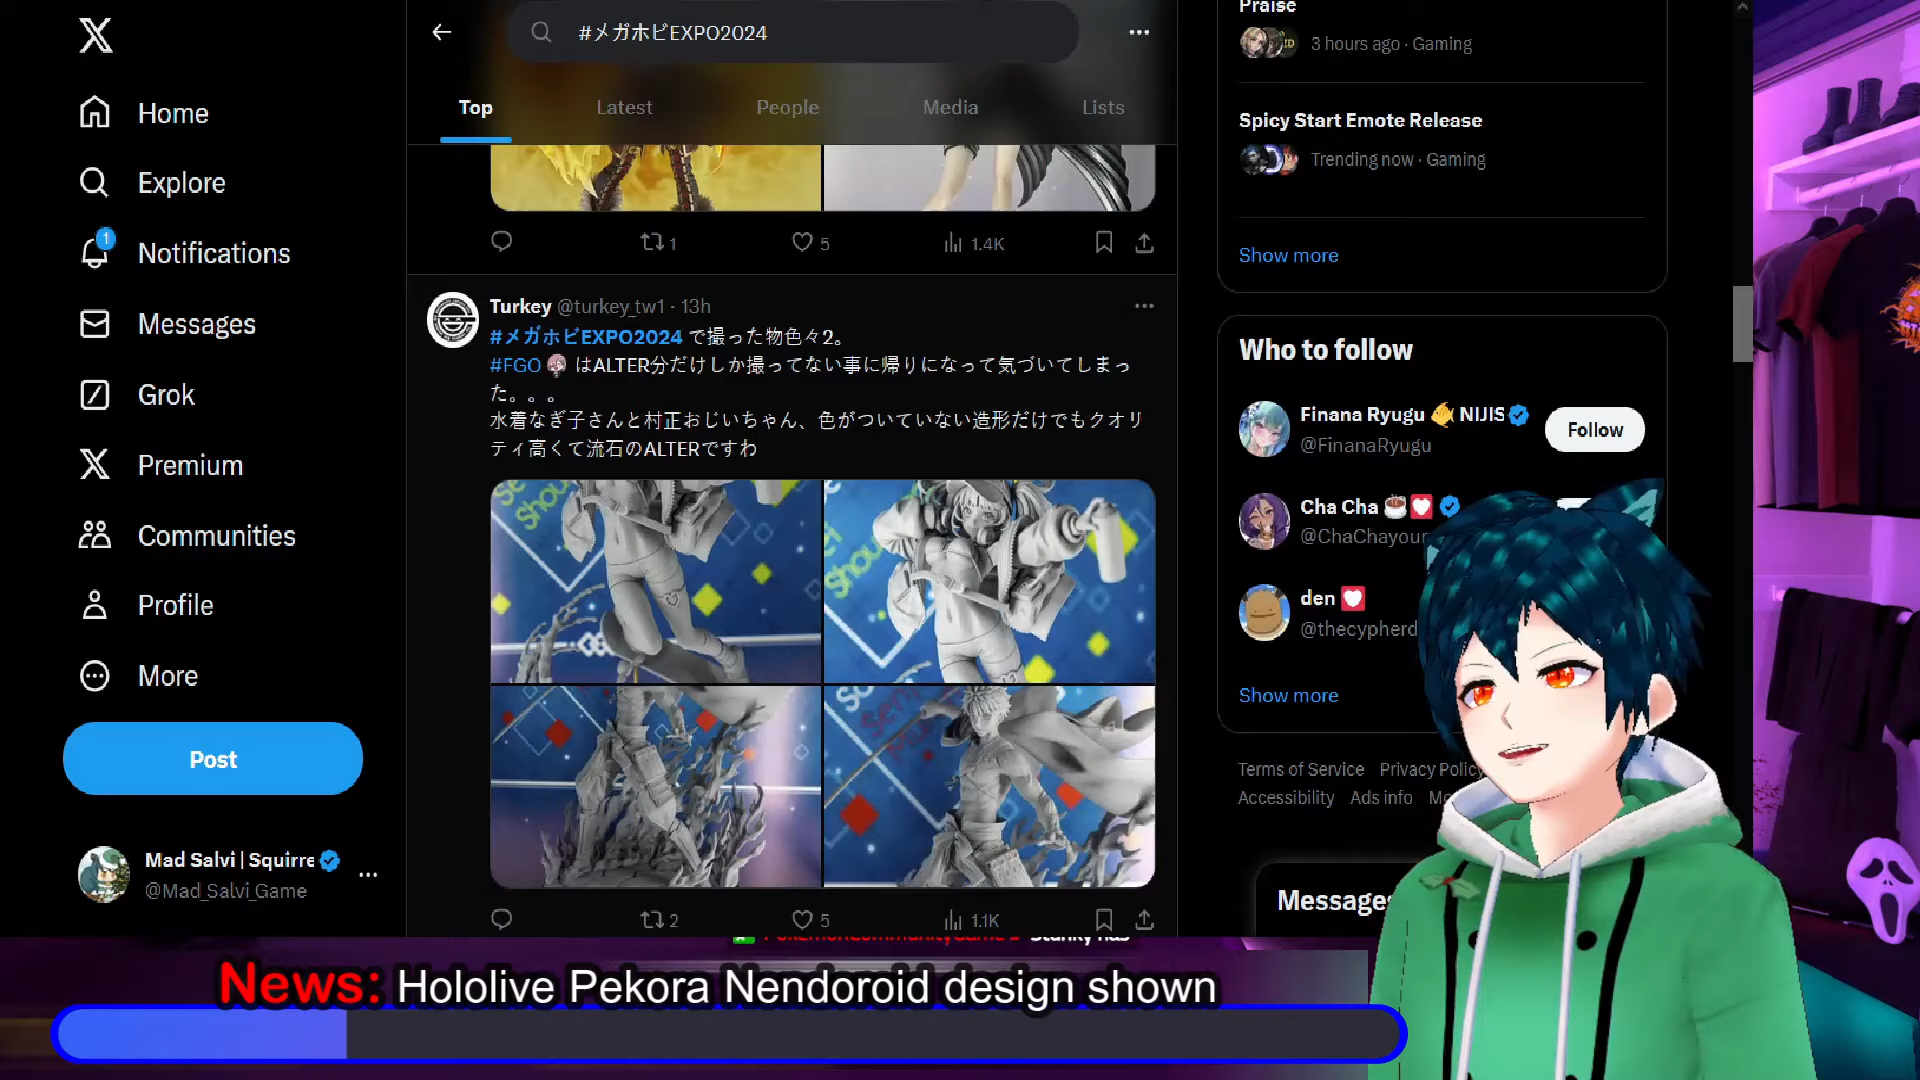 Home
Explore
1
Notifications
Messages
Grok
Premium
Communities
Profile
More
Post
Mad Salvi | Squirre
@Mad_Salvi_Game
#メガホビEXPO2024
Top
Latest
People
Media
Lists
1
5
1.4K
Turkey @turkey_tw1 · 13h
#メガホビEXPO2024 で撮った物色々2。
#FGO はALTER分だけしか撮ってない事に帰りになって気づいてしまっ
た。。。
水着なぎ子さんと村正おじいちゃん、色がついていない造形だけでもクオリ
ティ高くて流石のALTERですわ
2
5
1.1K
Praise
3 hours ago · Gaming
Spicy Start Emote Release
Trending now · Gaming
Show more
Who to follow
Finana Ryugu NIJIS
@FinanaRyugu
Follow
Cha Cha
@ChaChayour
den
@thecypherd
Show more
Terms of Service Privacy Policy
Accessibility Ads info Mo
Messages
News: Hololive Pekora Nendoroid design shown